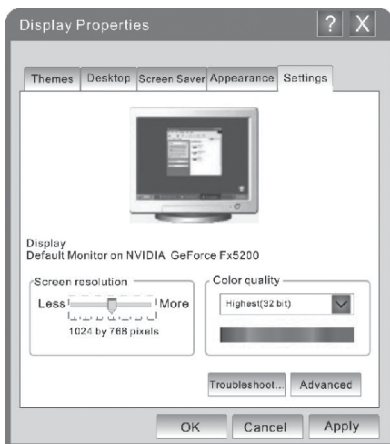 Display Properties ? X
Themes Desktop Screen Saver Appearance Settings
Display
Default Monitor on NVIDIA GeForce Fx5200
Screen resolution
Less More
1024 by 768 pixels
Color quality
Highest(32 bit)
Troubleshoot... Advanced
OK Cancel Apply